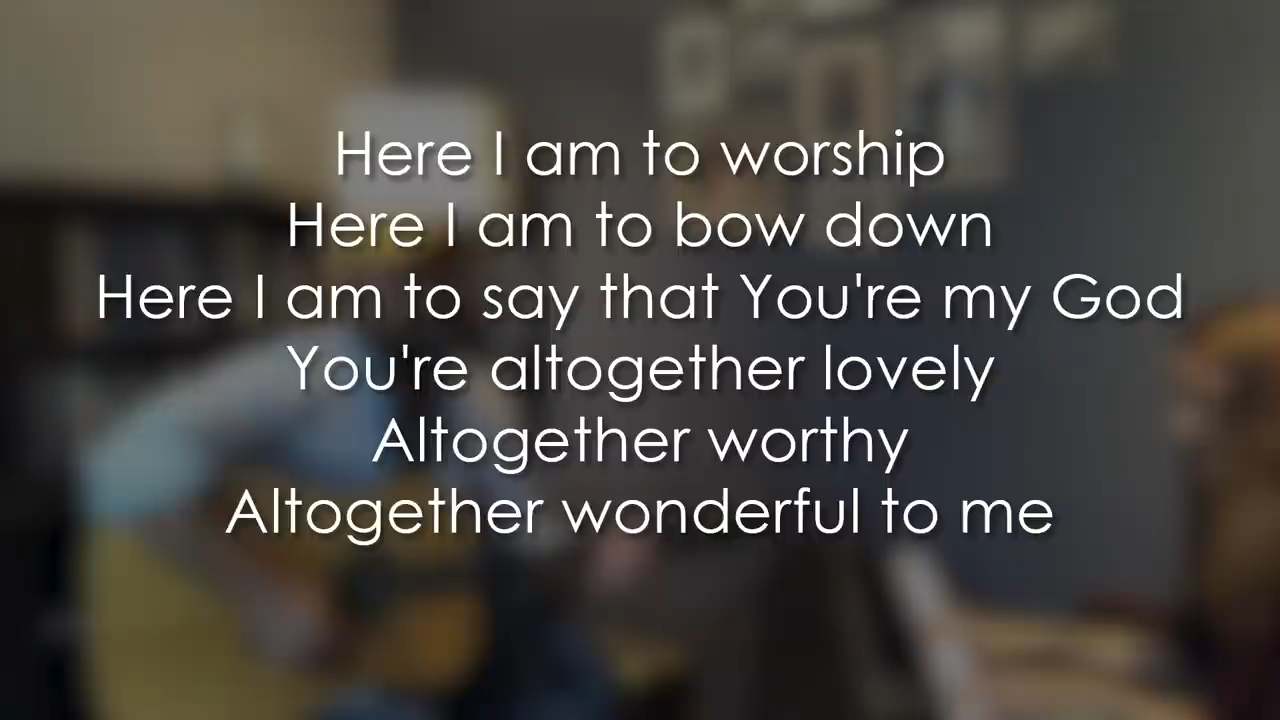 Here I am to worship
Here I am to bow down
Here I am to say that You're my God
You're altogether lovely
Altogether worthy
Altogether wonderful to me